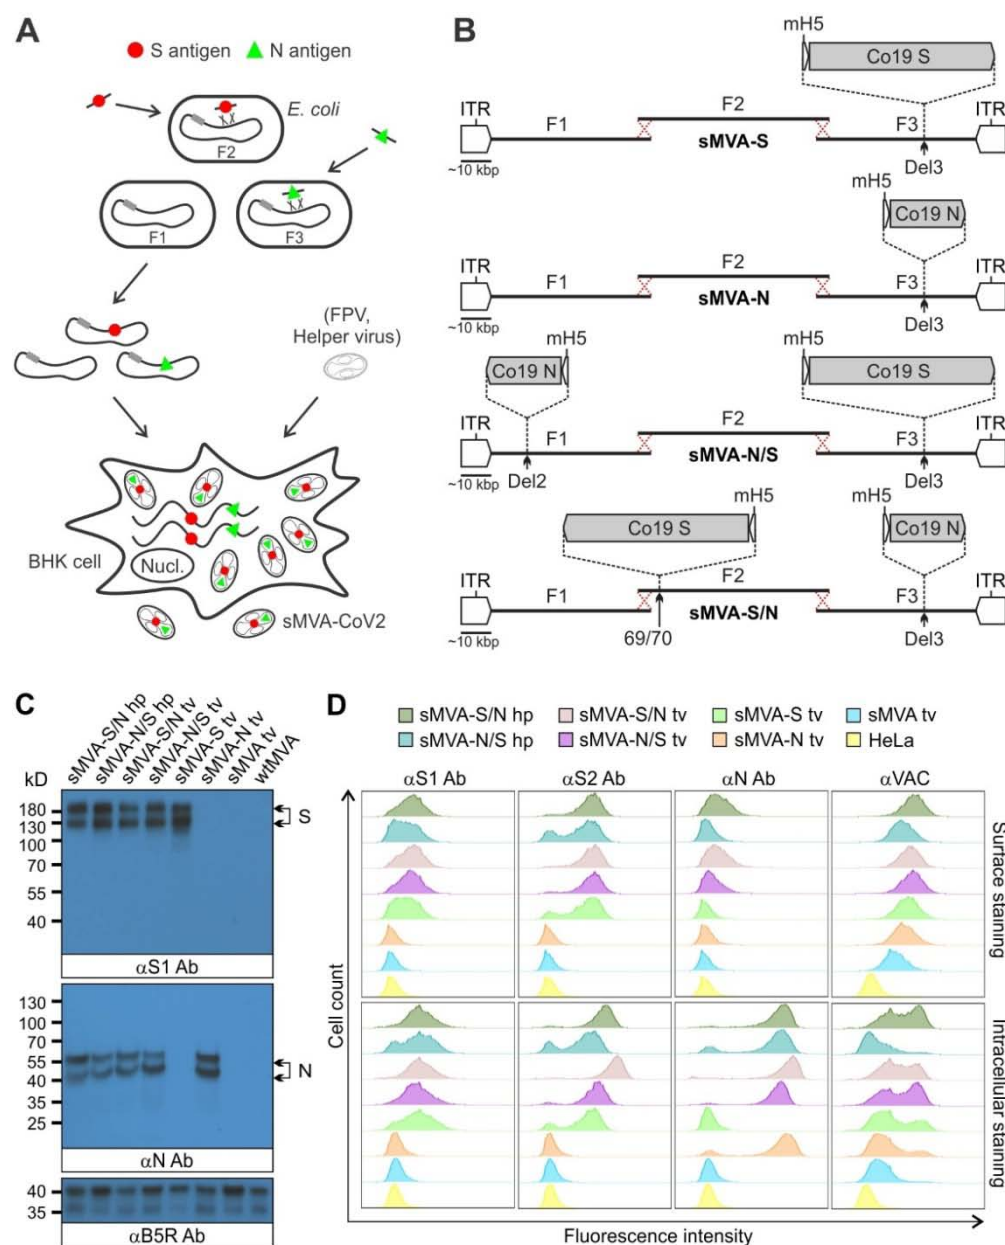 A
S antigen N antigen
E. coli
F2
F1
F3
(FPV,
Helper virus)
BHK cell
Nucl.
sMVA-CoV2
B
mH5
Co19 S
ITR F1 F2 F3 ITR
sMVA-S
~10 kbp
Del3
mH5
Co19 N
ITR F1 F2 F3 ITR
sMVA-N
~10 kbp
Del3
mH5 mH5
Co19 N Co19 S
ITR F1 F2 F3 ITR
sMVA-N/S
~10 kbp
Del2 Del3
mH5 mH5
Co19 S Co19 N
ITR F1 F2 F3 ITR
sMVA-S/N
~10 kbp
69/70 Del3
C
sMVA-S/N hp
sMVA-N/S hp
sMVA-S/N tv
sMVA-N/S tv
sMVA-S tv
sMVA-N tv
sMVA tv
wtMVA
kD
180
130
100
70
55
40
S
αS1 Ab
130
100
70
55
40
35
25
N
αN Ab
40
35
αB5R Ab
D
sMVA-S/N hp sMVA-S/N tv sMVA-S tv sMVA tv
sMVA-N/S hp sMVA-N/S tv sMVA-N tv HeLa
αS1 Ab αS2 Ab αN Ab αVAC
Cell count
Surface staining
Intracellular staining
Fluorescence intensity